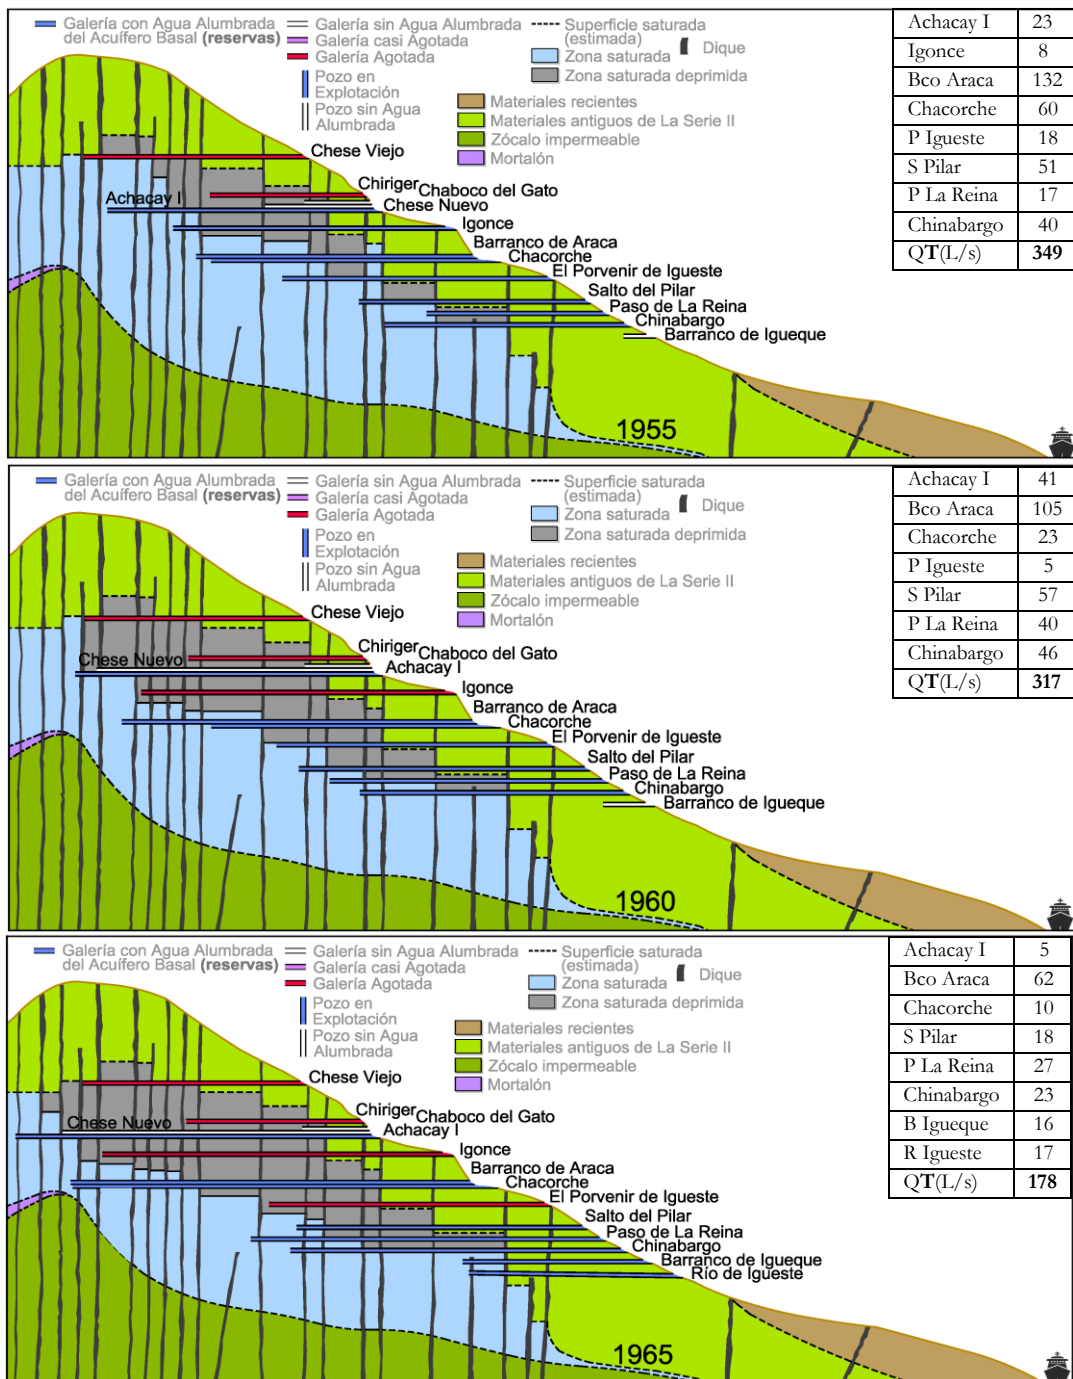 Galería con Agua Alumbrada
del Acuífero Basal (reservas)
Galería sin Agua Alumbrada
Galería casi Agotada
Galería Agotada
Pozo en
Explotación
Pozo sin Agua
Alumbrada
Superficie saturada
(estimada)
Zona saturada
Dique
Zona saturada deprimida
Materiales recientes
Materiales antiguos de La Serie II
Zócalo impermeable
Mortalón
Chese Viejo
Chiriger
Chaboco del Gato
Achacay I
Chese Nuevo
Igonce
Barranco de Araca
Chacorche
El Porvenir de Igueste
Salto del Pilar
Paso de La Reina
Chinabargo
Barranco de Igueque
1955
Achacay I 23
Igonce 8
Bco Araca 132
Chacorche 60
P Igueste 18
S Pilar 51
P La Reina 17
Chinabargo 40
QT(L/s) 349
Galería con Agua Alumbrada
del Acuífero Basal (reservas)
Galería sin Agua Alumbrada
Galería casi Agotada
Galería Agotada
Pozo en
Explotación
Pozo sin Agua
Alumbrada
Superficie saturada
(estimada)
Zona saturada
Dique
Zona saturada deprimida
Materiales recientes
Materiales antiguos de La Serie II
Zócalo impermeable
Mortalón
Chese Viejo
Chiriger
Chaboco del Gato
Chese Nuevo
Achacay I
Igonce
Barranco de Araca
Chacorche
El Porvenir de Igueste
Salto del Pilar
Paso de La Reina
Chinabargo
Barranco de Igueque
1960
Achacay I 41
Bco Araca 105
Chacorche 23
P Igueste 5
S Pilar 57
P La Reina 40
Chinabargo 46
QT(L/s) 317
Galería con Agua Alumbrada
del Acuífero Basal (reservas)
Galería sin Agua Alumbrada
Galería casi Agotada
Galería Agotada
Pozo en
Explotación
Pozo sin Agua
Alumbrada
Superficie saturada
(estimada)
Zona saturada
Dique
Zona saturada deprimida
Materiales recientes
Materiales antiguos de La Serie II
Zócalo impermeable
Mortalón
Chese Viejo
Chiriger
Chaboco del Gato
Chese Nuevo
Achacay I
Igonce
Barranco de Araca
Chacorche
El Porvenir de Igueste
Salto del Pilar
Paso de La Reina
Chinabargo
Barranco de Igueque
Río de Igueste
1965
Achacay I 5
Bco Araca 62
Chacorche 10
S Pilar 18
P La Reina 27
Chinabargo 23
B Igueque 16
R Igueste 17
QT(L/s) 178